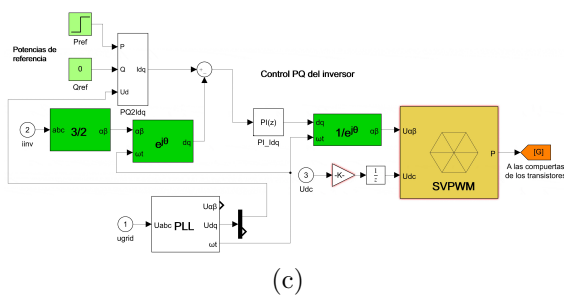 Potencias de
referencia
Pref
0
Qref
P
Q
Ud
Idq
PQ2Idq
Control PQ del inversor
2
iinv
abc
3/2
αβ
αβ
ωt
e^jθ
dq
PI(z)
PI_Idq
dq
ωt
1/e^jθ
αβ
Uαβ
Udc
SVPWM
P
[G]
A las compuertas
de los transistores
3
Udc
-K-
1
z
1
ugrid
Uabc
PLL
Uαβ
Udq
ωt
(c)